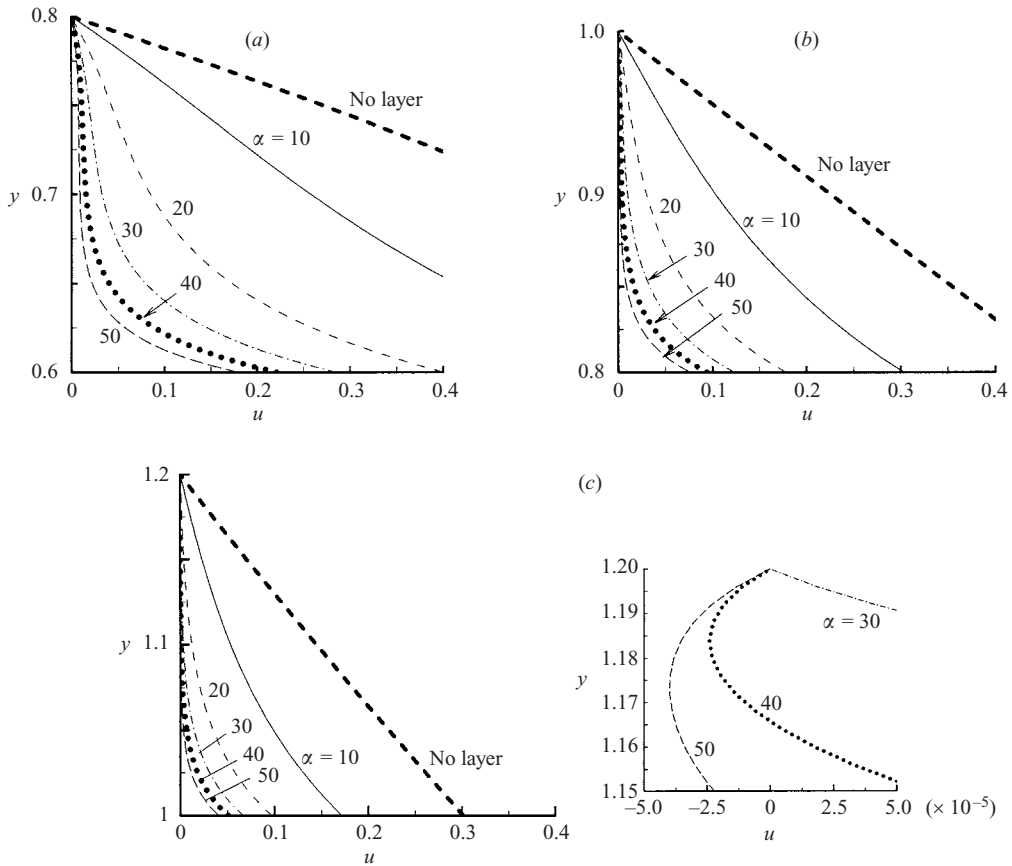 0.8
(a)
No layer
α = 10
y
0.7
20
30
40
50
0.6
0
0.1
0.2
0.3
0.4
u
1.0
(b)
No layer
α = 10
y
0.9
20
30
40
50
0.8
0
0.1
0.2
0.3
0.4
u
1.2
(c)
y
1.1
20
30
40
50
α = 10
No layer
1
0
0.1
0.2
0.3
0.4
u
1.20
1.19
α = 30
1.18
y
1.17
40
1.16
50
1.15
−5.0
−2.5
0
2.5
5.0
(× 10−5)
u